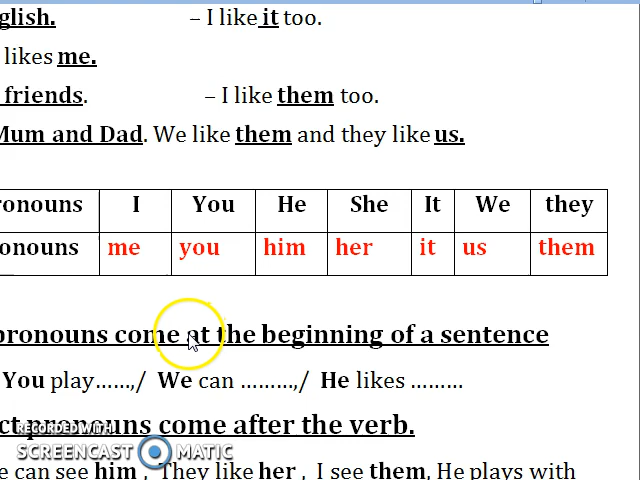 glish. – I like it too.
likes me.
friends. – I like them too.
Mum and Dad. We like them and they like us.
ronouns I You He She It We they
onouns me you him her it us them
pronouns come at the beginning of a sentence
You play……,/ We can ………,/ He likes ………
ct pronouns come after the verb.
RECORDED WITH
SCREENCAST MATIC
e can see him , They like her , I see them, He plays with